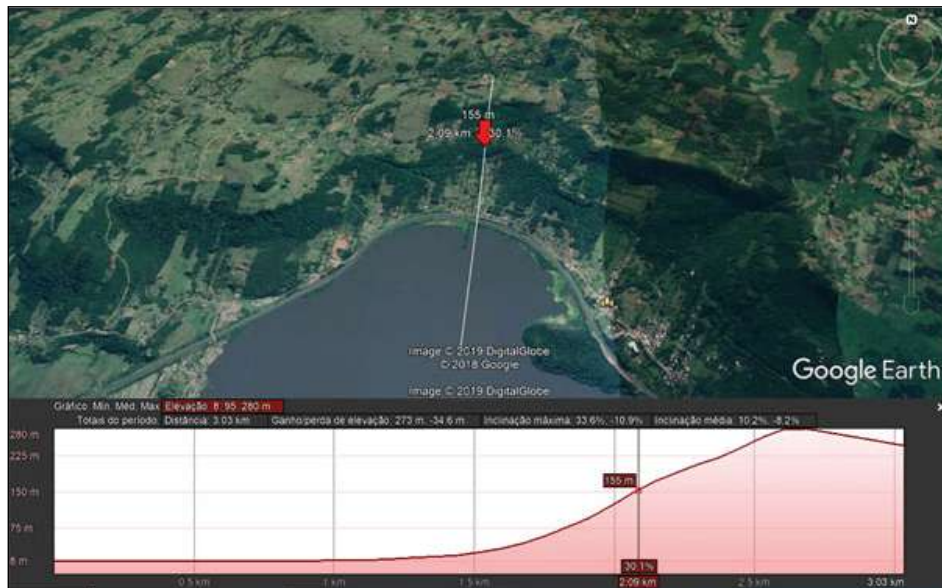 N
155 m
2.09 km 30.1%
Image © 2019 DigitalGlobe
© 2018 Google
Image © 2019 DigitalGlobe
Google Earth
Gráfico: Mín, Méd, Máx Elevação: 8, 95, 280 m
Totais do período: Distância: 3.03 km Ganho/perda de elevação: 273 m, -34.6 m Inclinação máxima: 33.6%, -10.9% Inclinação média: 10.2%, -8.2%
280 m
225 m
150 m
155 m
75 m
8 m
30.1%
0.5 km 1 km 1.5 km 2.09 km 2.5 km 3.03 km